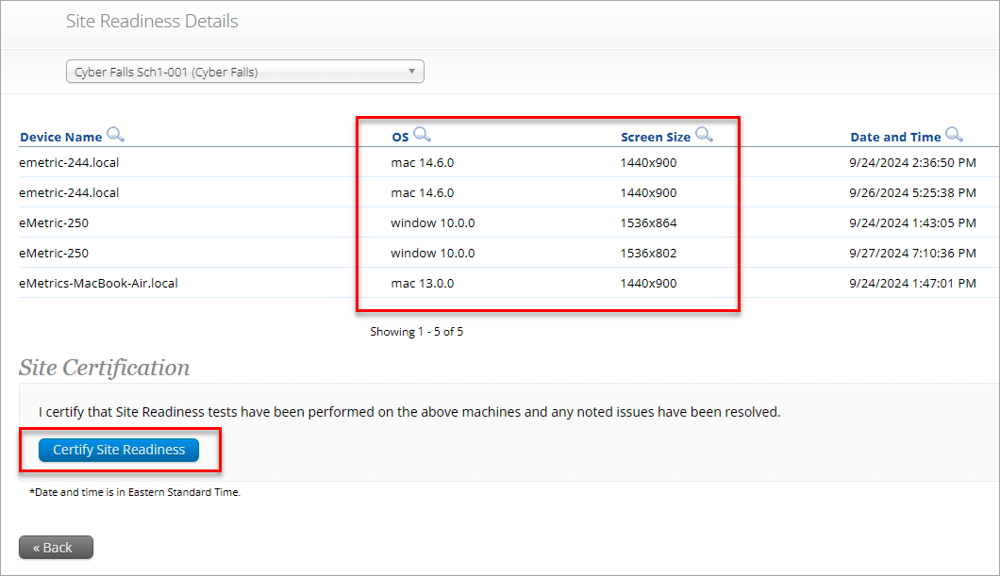 Site Readiness Details
Cyber Falls Sch1-001 (Cyber Falls)
Device Name OS Screen Size Date and Time
emetric-244.local mac 14.6.0 1440x900 9/24/2024 2:36:50 PM
emetric-244.local mac 14.6.0 1440x900 9/26/2024 5:25:38 PM
eMetric-250 window 10.0.0 1536x864 9/24/2024 1:43:05 PM
eMetric-250 window 10.0.0 1536x802 9/27/2024 7:10:36 PM
eMetrics-MacBook-Air.local mac 13.0.0 1440x900 9/24/2024 1:47:01 PM
Showing 1 - 5 of 5
Site Certification
I certify that Site Readiness tests have been performed on the above machines and any noted issues have been resolved.
Certify Site Readiness
*Date and time is in Eastern Standard Time.
« Back